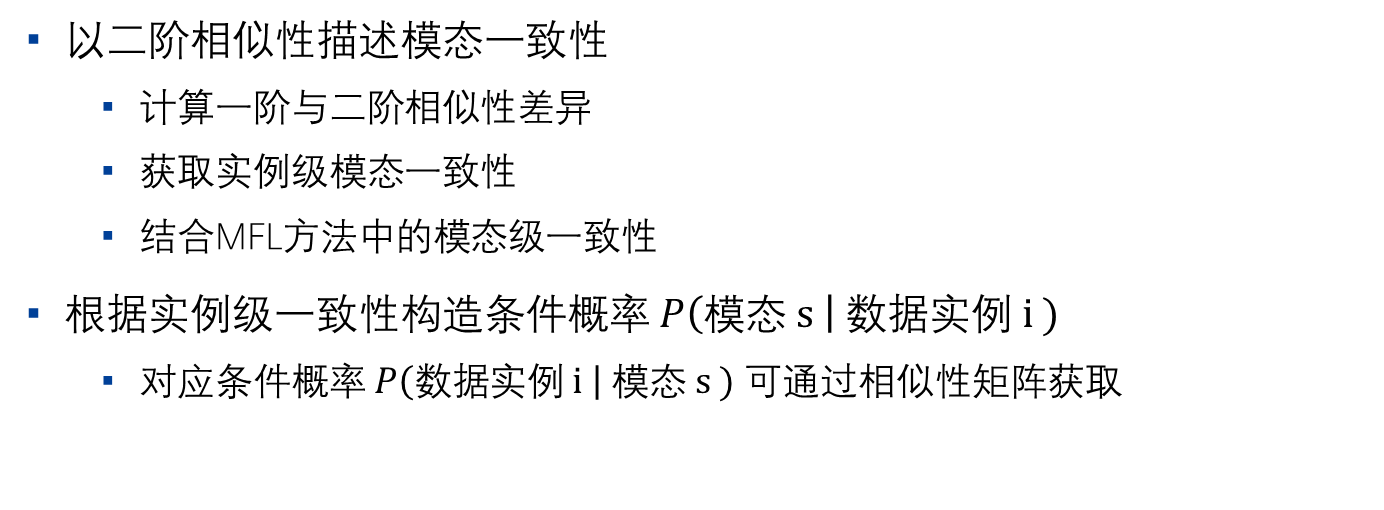 ▪ 以二阶相似性描述模态一致性
▪ 计算一阶与二阶相似性差异
▪ 获取实例级模态一致性
▪ 结合MFL方法中的模态级一致性
▪ 根据实例级一致性构造条件概率 P(模态 s | 数据实例 i )
▪ 对应条件概率 P(数据实例 i | 模态 s ) 可通过相似性矩阵获取